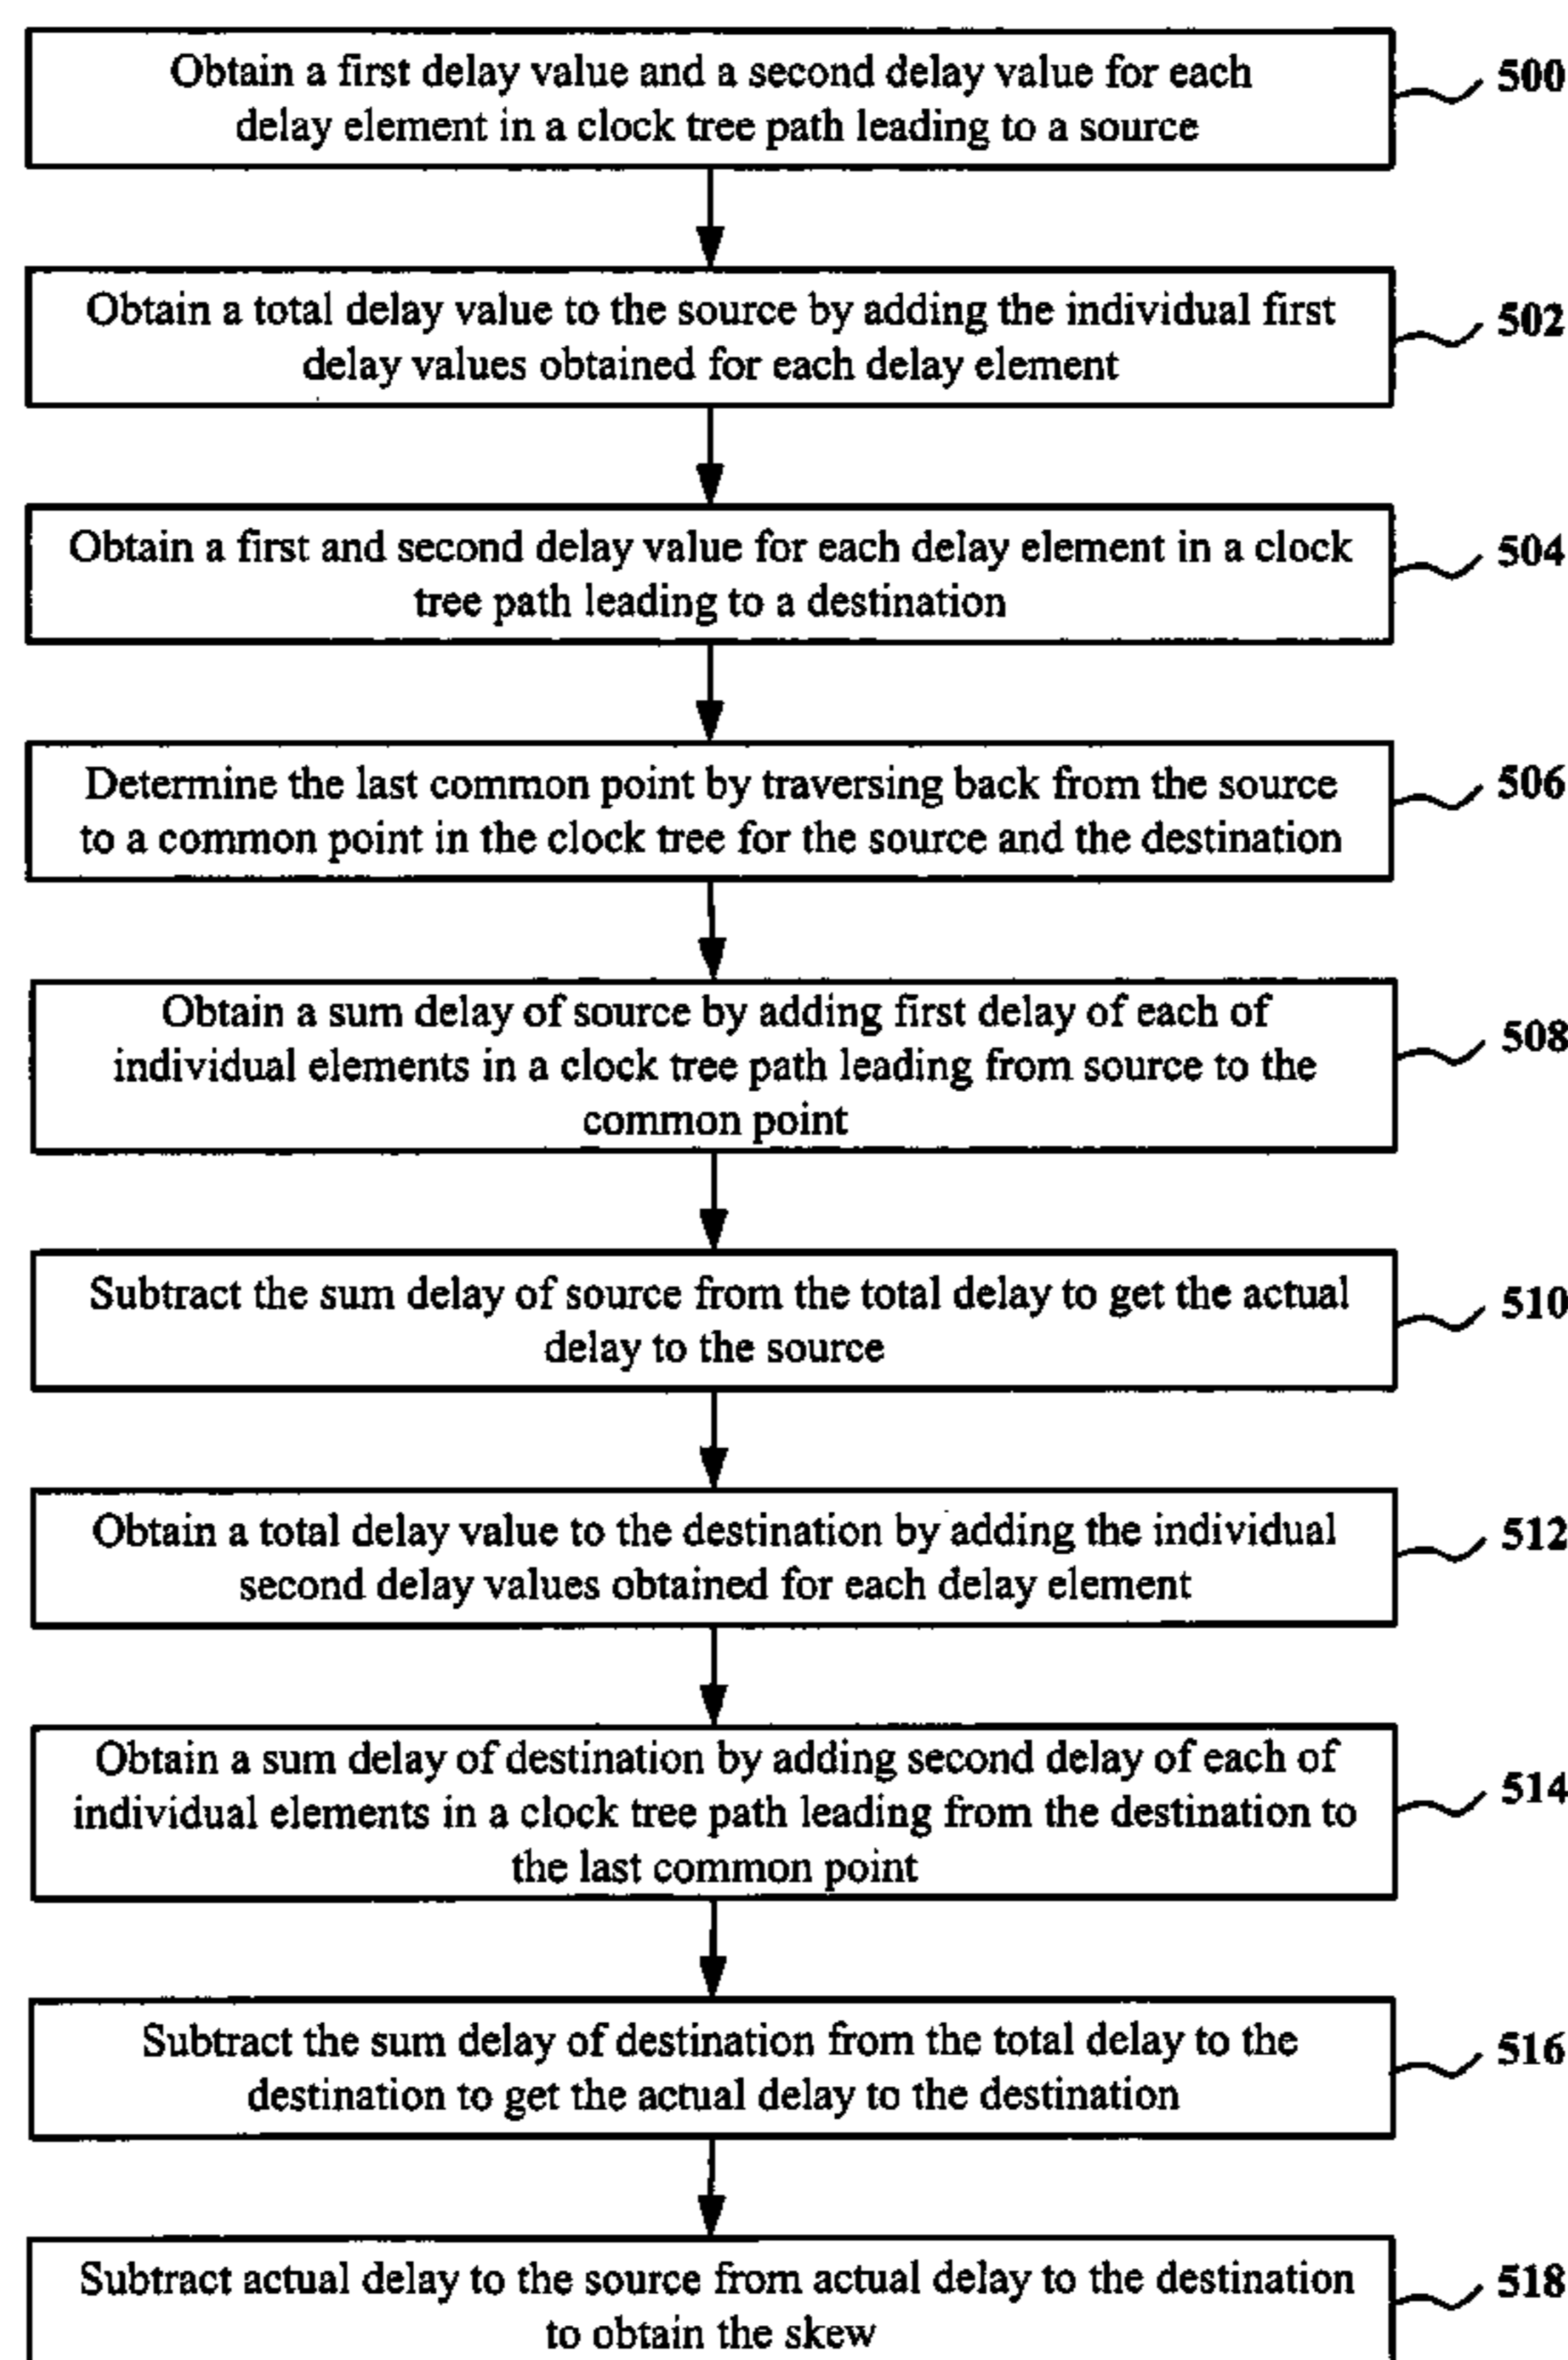 Obtain a first delay value and a second delay value for each
delay element in a clock tree path leading to a source
500
Obtain a total delay value to the source by adding the individual first
delay values obtained for each delay element
502
Obtain a first and second delay value for each delay element in a clock
tree path leading to a destination
504
Determine the last common point by traversing back from the source
to a common point in the clock tree for the source and the destination
506
Obtain a sum delay of source by adding first delay of each of
individual elements in a clock tree path leading from source to the
common point
508
Subtract the sum delay of source from the total delay to get the actual
delay to the source
510
Obtain a total delay value to the destination by adding the individual
second delay values obtained for each delay element
512
Obtain a sum delay of destination by adding second delay of each of
individual elements in a clock tree path leading from the destination to
the last common point
514
Subtract the sum delay of destination from the total delay to the
destination to get the actual delay to the destination
516
Subtract actual delay to the source from actual delay to the destination
to obtain the skew
518